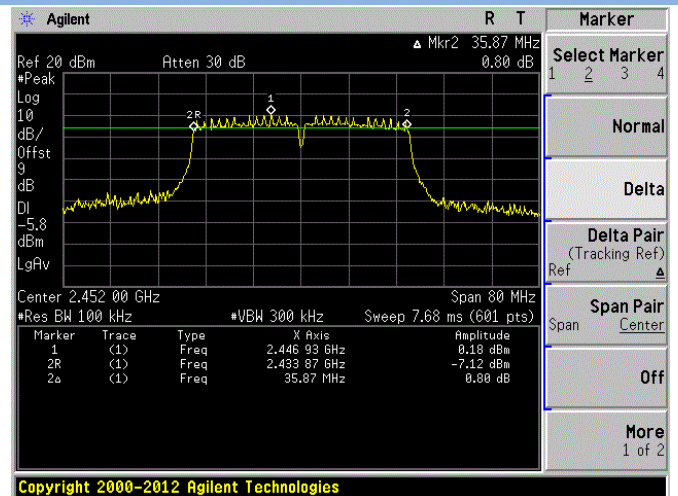 Agilent R T
Marker
Δ Mkr2 35.87 MHz
Ref 20 dBm Atten 30 dB 0.80 dB
#Peak
Log
10
dB/
Offst
9
dB
DI
-5.8
dBm
LgAv
1
2R
2
Center 2.452 00 GHz Span 80 MHz
#Res BW 100 kHz #VBW 300 kHz Sweep 7.68 ms (601 pts)
Marker Trace Type X Axis Amplitude
1 (1) Freq 2.446 93 GHz 0.18 dBm
2R (1) Freq 2.433 87 GHz -7.12 dBm
2Δ (1) Freq 35.87 MHz 0.80 dB
Select Marker
1 2 3 4
Normal
Delta
Delta Pair
(Tracking Ref)
Ref Δ
Span Pair
Span Center
Off
More
1 of 2
Copyright 2000-2012 Agilent Technologies